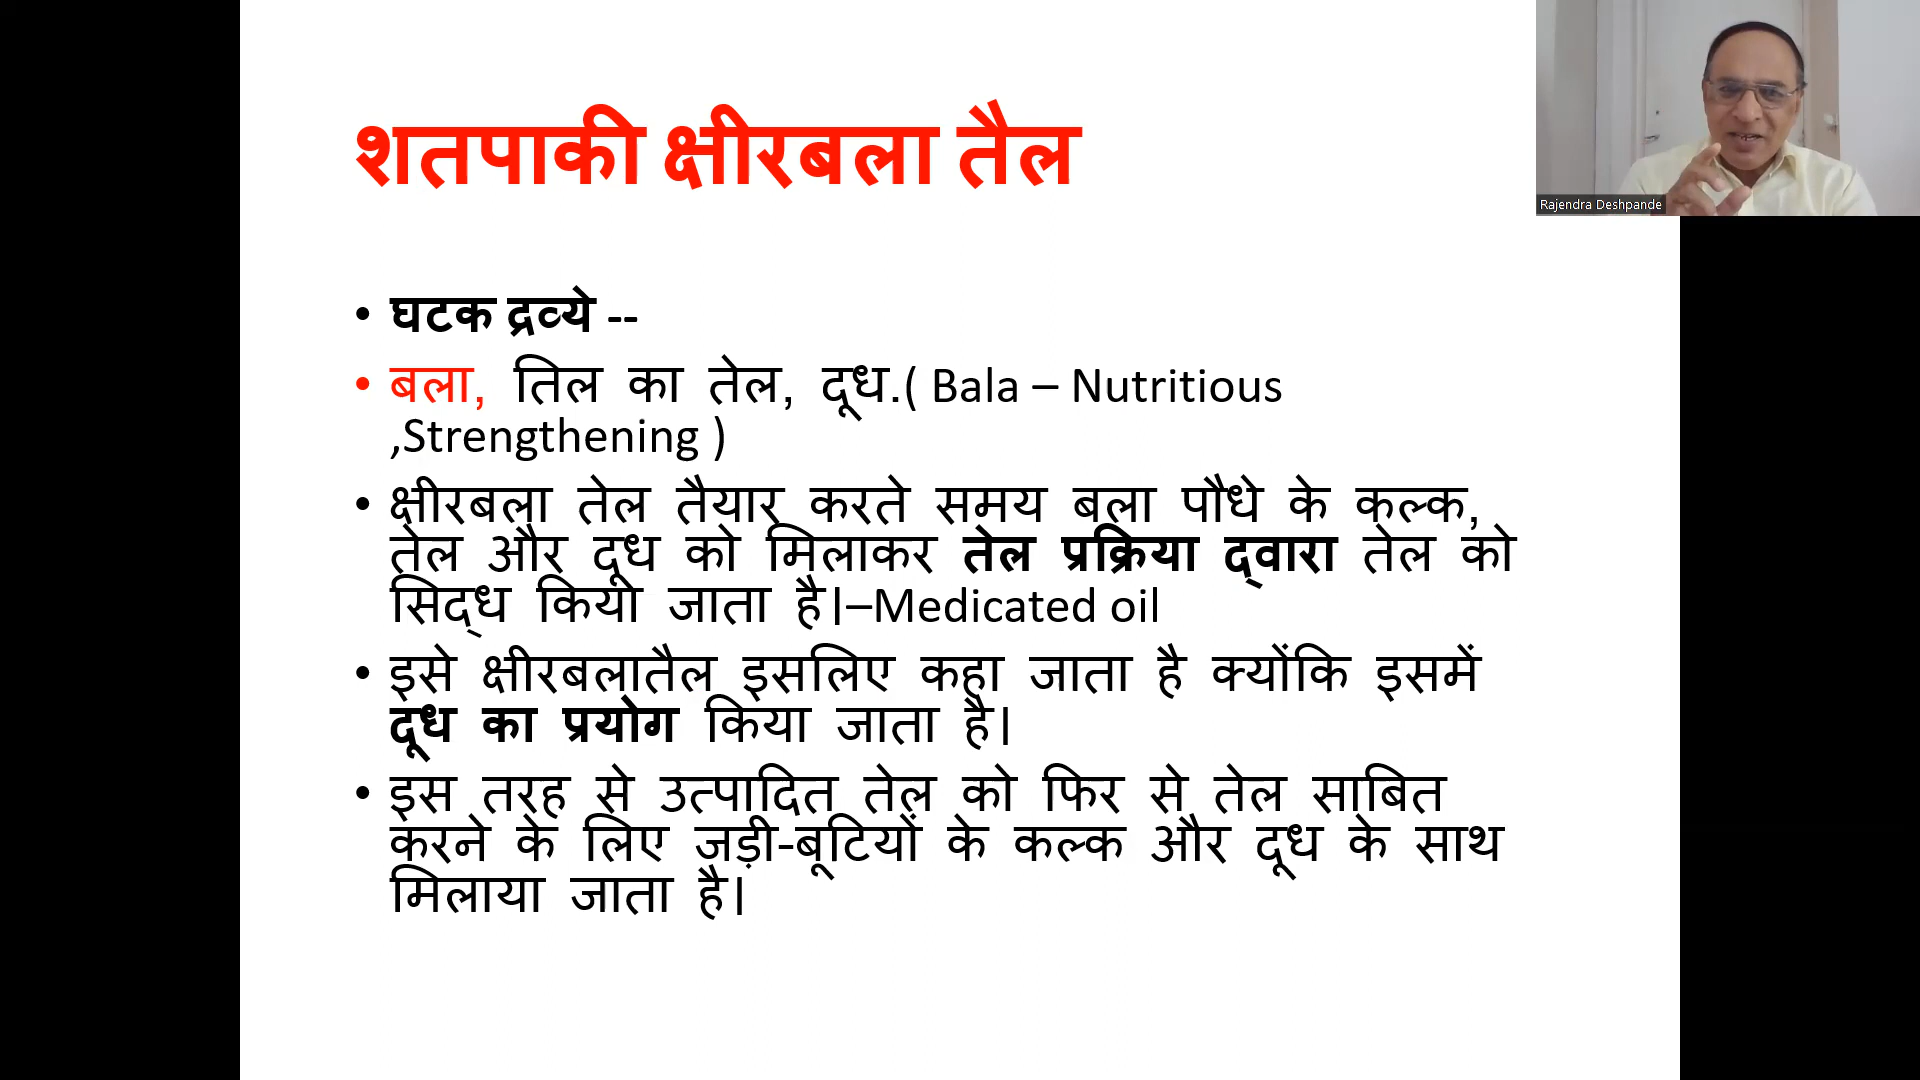 शतपाकी क्षीरबला तैल
Rajendra Deshpande
• घटक द्रव्ये --
• बला, तिल का तेल, दूध.( Bala – Nutritious
,Strengthening )
• क्षीरबला तेल तैयार करते समय बला पौधे के कल्क,
तेल और दूध को मिलाकर तेल प्रक्रिया द्वारा तेल को
सिद्ध किया जाता है।–Medicated oil
• इसे क्षीरबलातैल इसलिए कहा जाता है क्योंकि इसमें
दूध का प्रयोग किया जाता है।
• इस तरह से उत्पादित तेल को फिर से तेल साबित
करने के लिए जड़ी-बूटियों के कल्क और दूध के साथ
मिलाया जाता है।